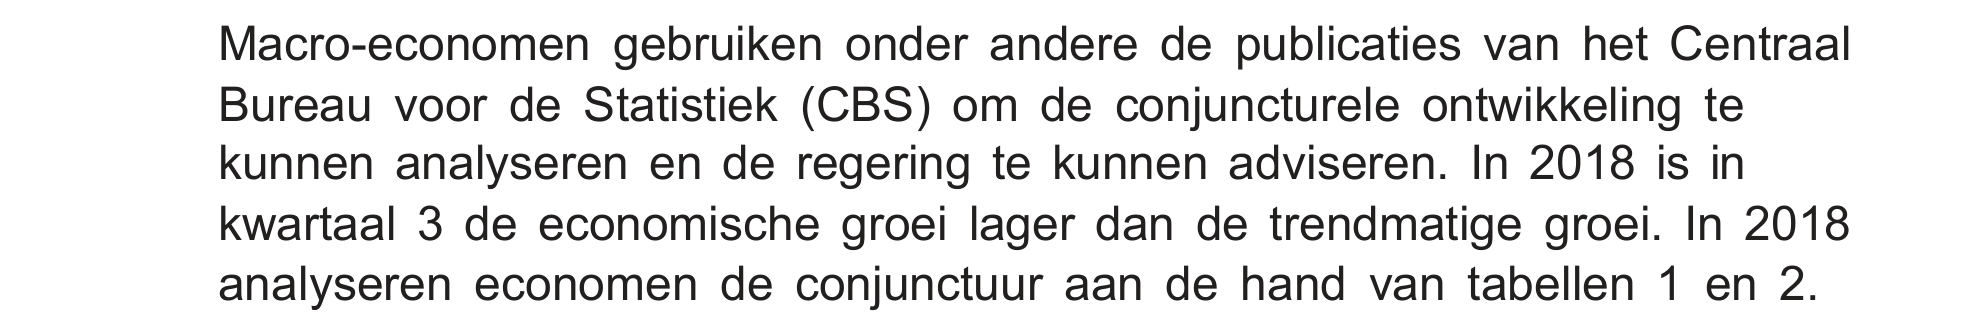 Macro-economen gebruiken onder andere de publicaties van het Centraal
Bureau voor de Statistiek (CBS) om de conjuncturele ontwikkeling te
kunnen analyseren en de regering te kunnen adviseren. In 2018 is in
kwartaal 3 de economische groei lager dan de trendmatige groei. In 2018
analyseren economen de conjunctuur aan de hand van tabellen 1 en 2.